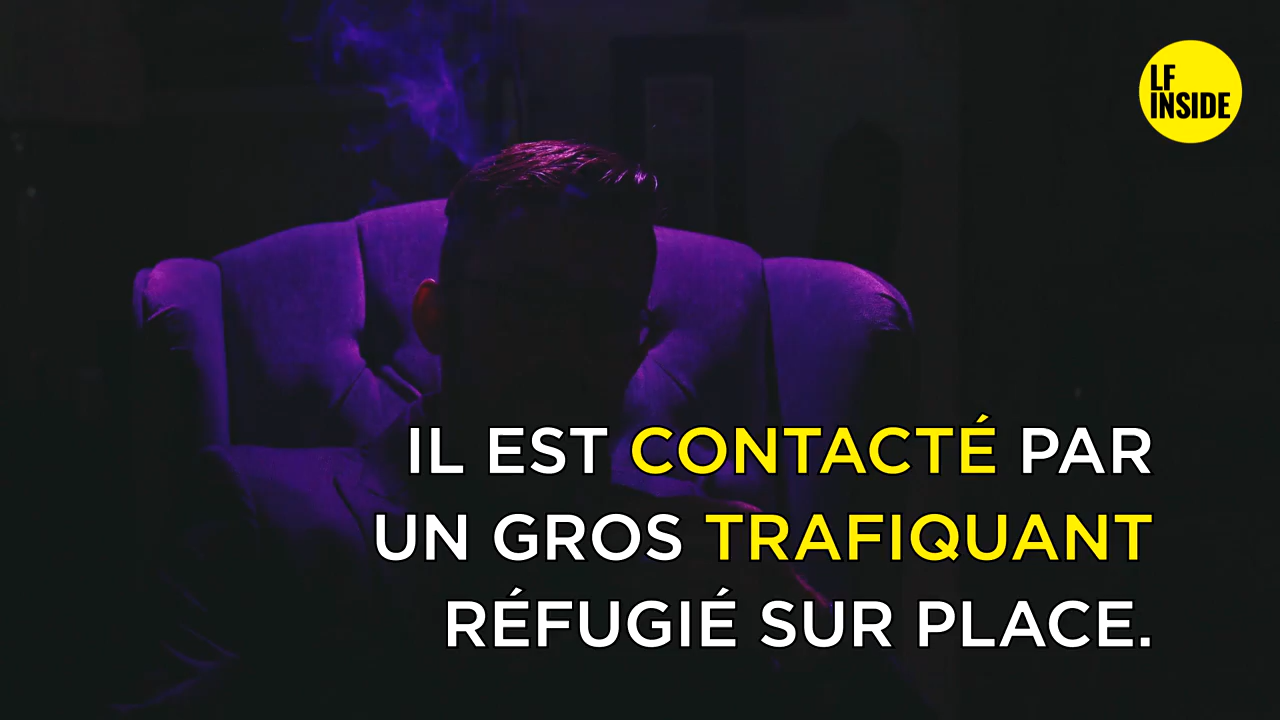 LF
INSIDE
IL EST CONTACTÉ PAR
UN GROS TRAFIQUANT
RÉFUGIÉ SUR PLACE.